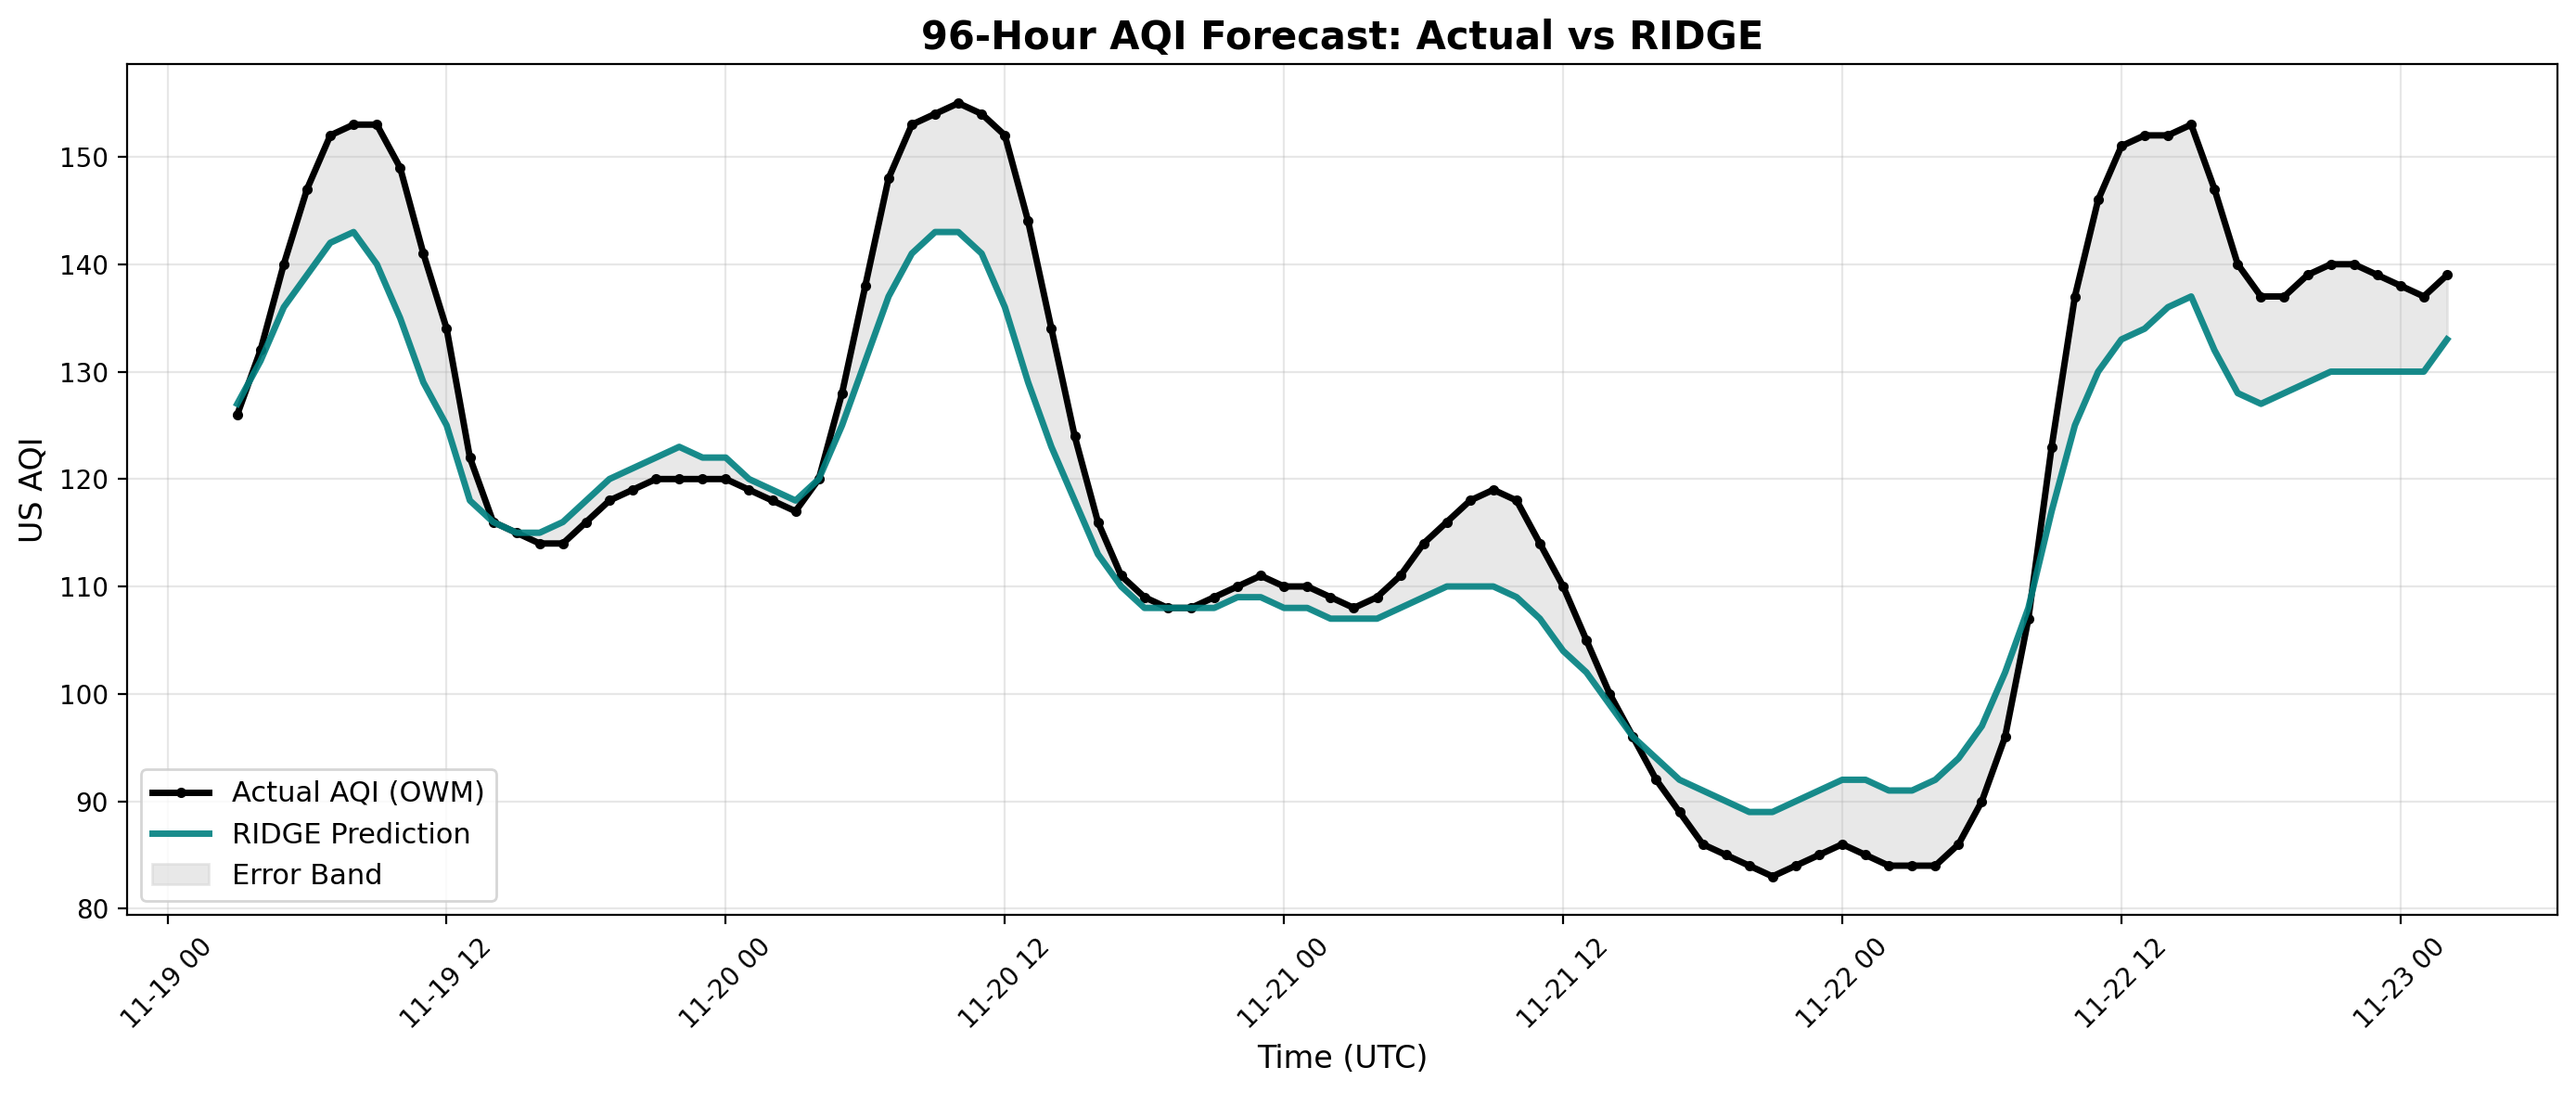 96-Hour AQI Forecast: Actual vs RIDGE
US AQI
150
140
130
120
110
100
90
80
Actual AQI (OWM)
RIDGE Prediction
Error Band
11-19 00
11-19 12
11-20 00
11-20 12
11-21 00
11-21 12
11-22 00
11-22 12
11-23 00
Time (UTC)